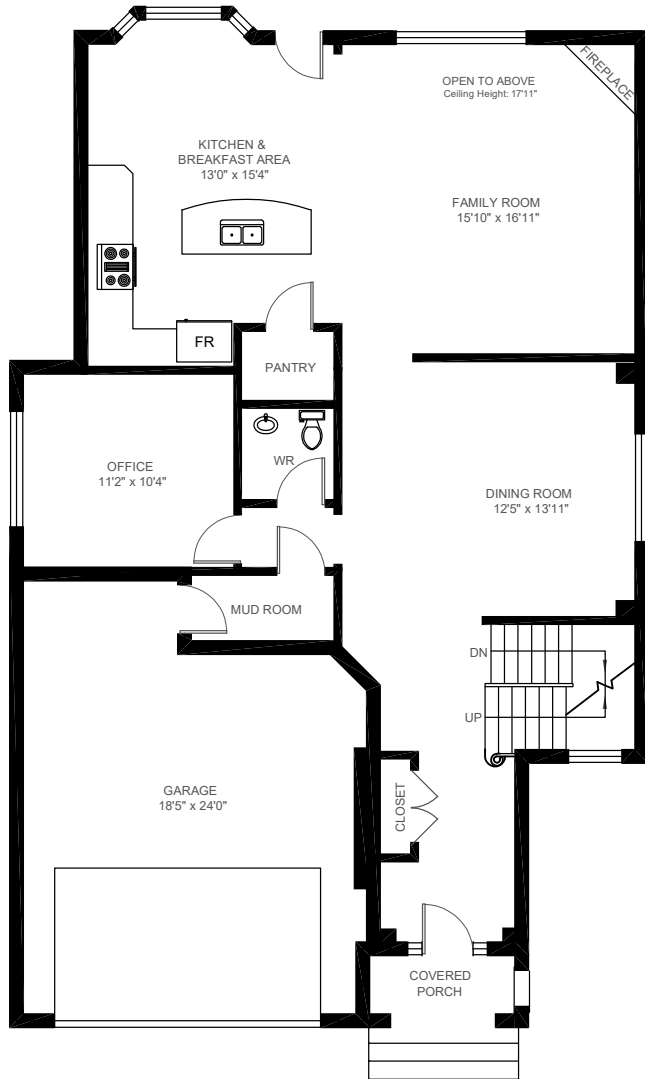 OPEN TO ABOVE
Ceiling Height: 17'11"
FIREPLACE
KITCHEN &
BREAKFAST AREA
13'0" x 15'4"
FAMILY ROOM
15'10" x 16'11"
FR
PANTRY
WR
OFFICE
11'2" x 10'4"
DINING ROOM
12'5" x 13'11"
MUD ROOM
DN
UP
GARAGE
18'5" x 24'0"
CLOSET
COVERED
PORCH